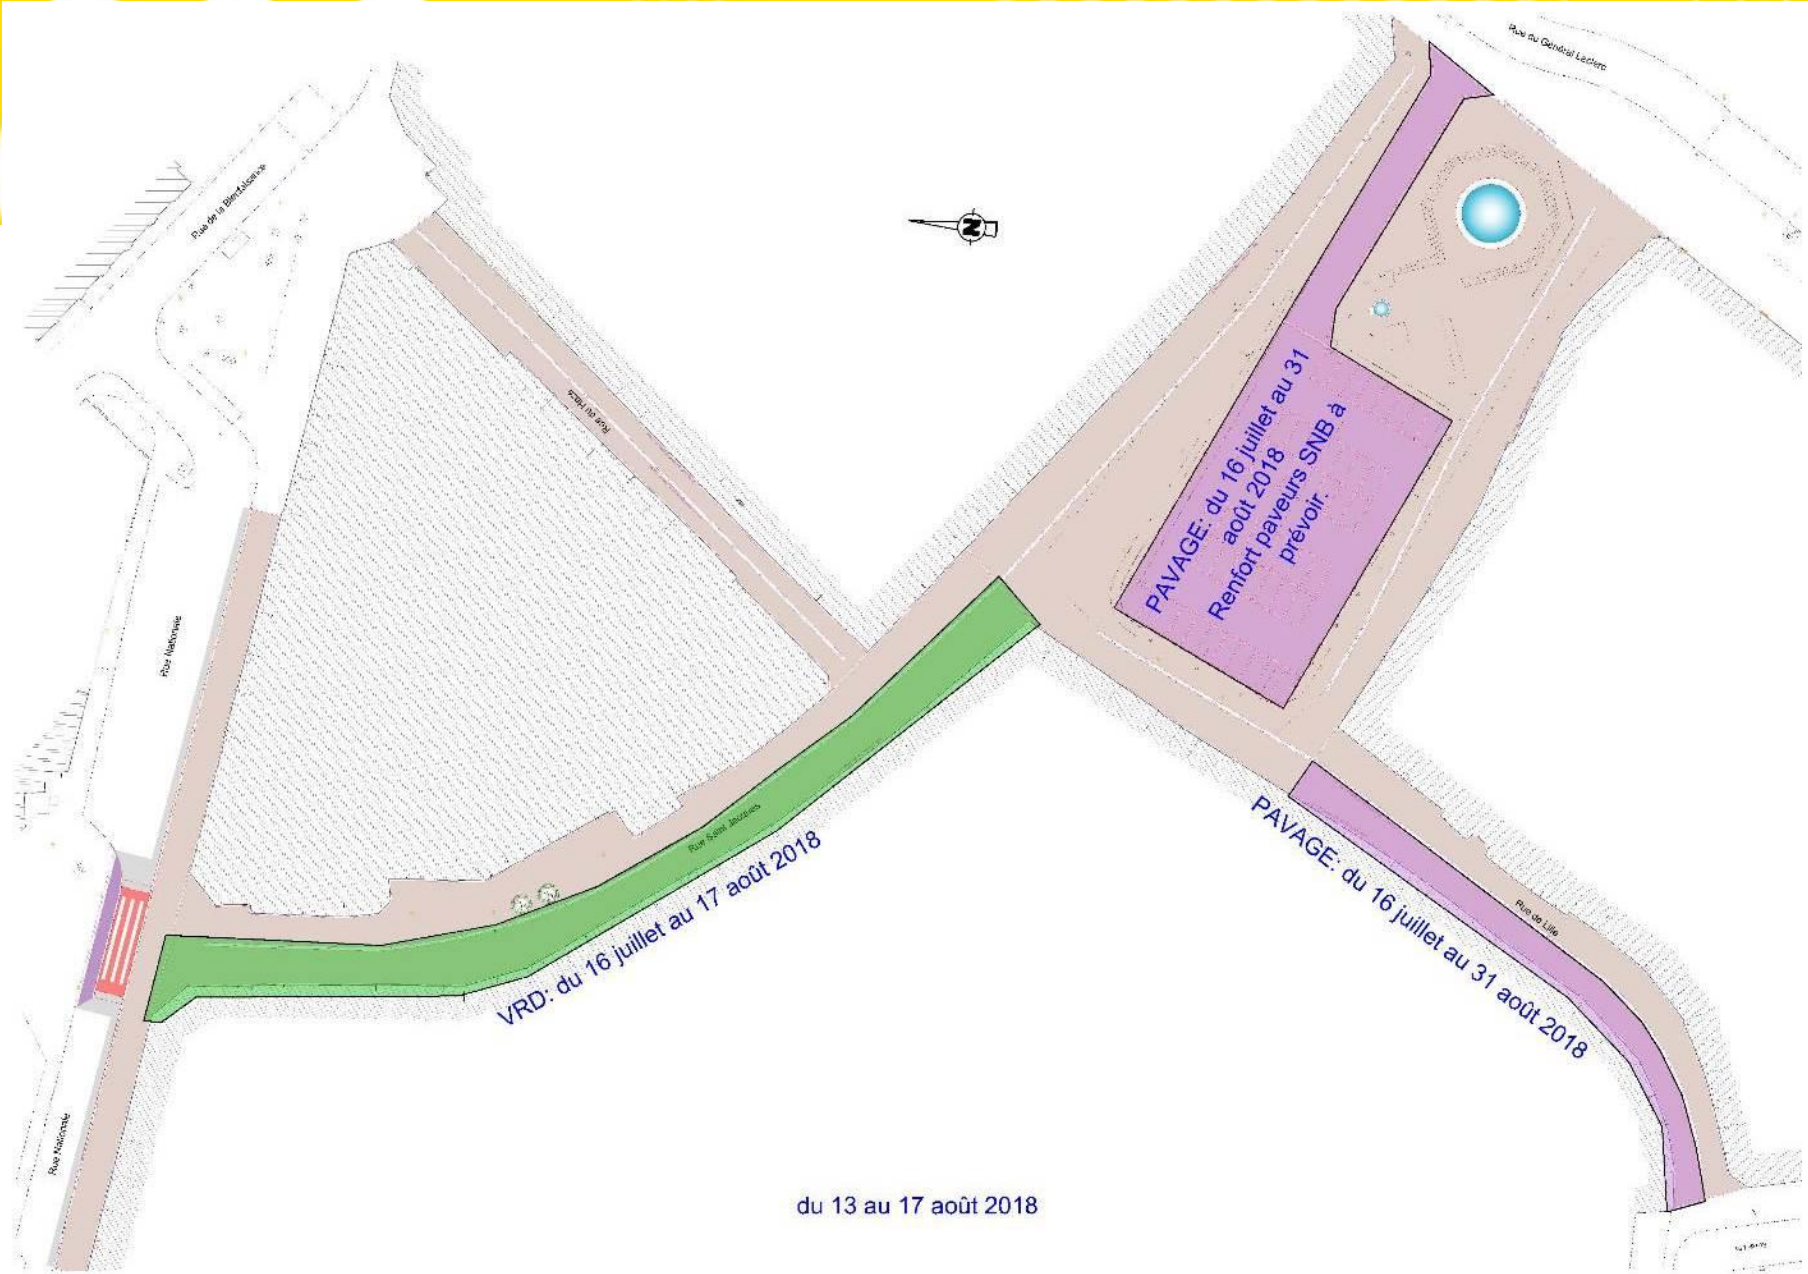 Rue du Général Leclerc
Rue de la Bienfaisance
N
Rue du Haze
PAVAGE: du 16 juillet au 31
août 2018
Renfort paveurs SNB à
prévoir.
Rue Nationale
Rue Saint Jacques
VRD: du 16 juillet au 17 août 2018
PAVAGE: du 16 juillet au 31 août 2018
Rue de Lille
Rue Nationale
du 13 au 17 août 2018